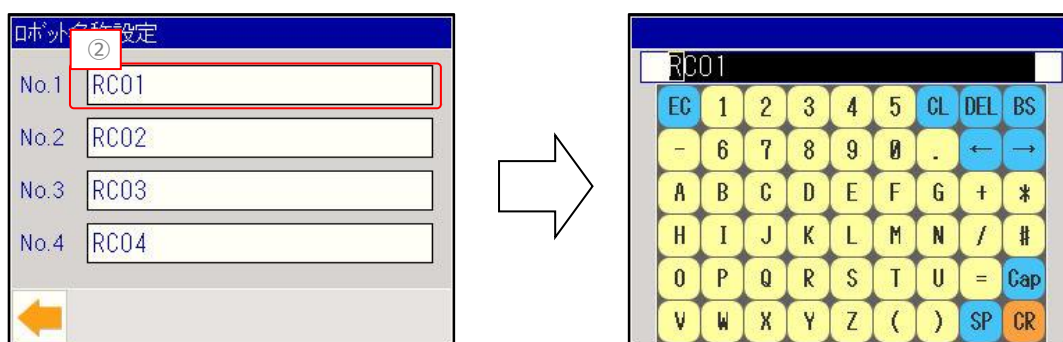 ロボット名称設定
②
No.1 RC01
No.2 RC02
No.3 RC03
No.4 RC04
RC01
EC 1 2 3 4 5 CL DEL BS
- 6 7 8 9 0 . ← →
A B C D E F G + *
H I J K L M N / #
O P Q R S T U = Cap
V W X Y Z ( ) SP CR